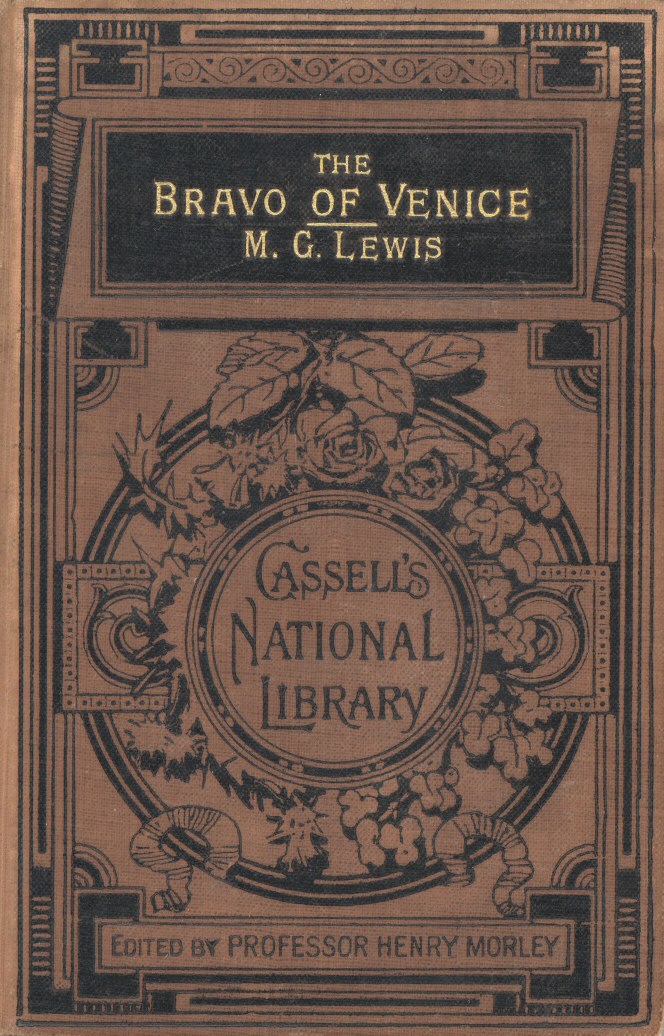 THE
BRAVO OF VENICE
M. G. LEWIS
CASSELL'S
NATIONAL
LIBRARY
EDITED BY PROFESSOR HENRY MORLEY